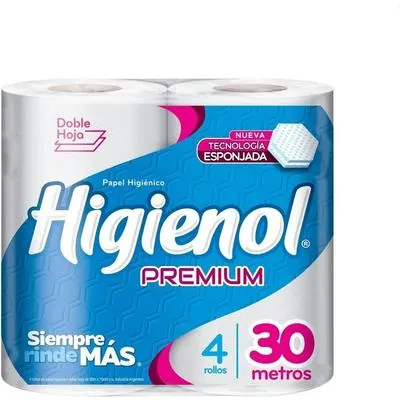 Doble
Hoja
NUEVA
TECNOLOGÍA
ESPONJADA
Papel Higiénico
Higienol®
PREMIUM
Siempre
rinde MÁS®
4
rollos
30
metros